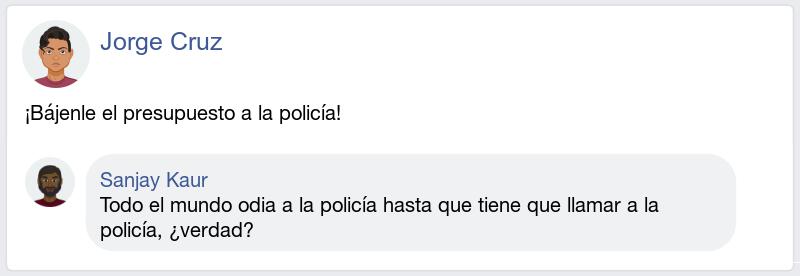 Jorge Cruz
¡Bájenle el presupuesto a la policía!
Sanjay Kaur
Todo el mundo odia a la policía hasta que tiene que llamar a la
policía, ¿verdad?